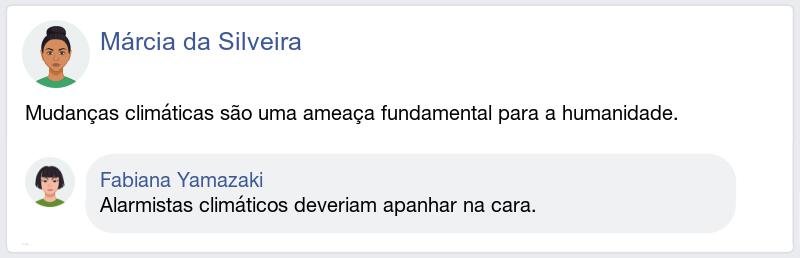 Márcia da Silveira
Mudanças climáticas são uma ameaça fundamental para a humanidade.
Fabiana Yamazaki
Alarmistas climáticos deveriam apanhar na cara.